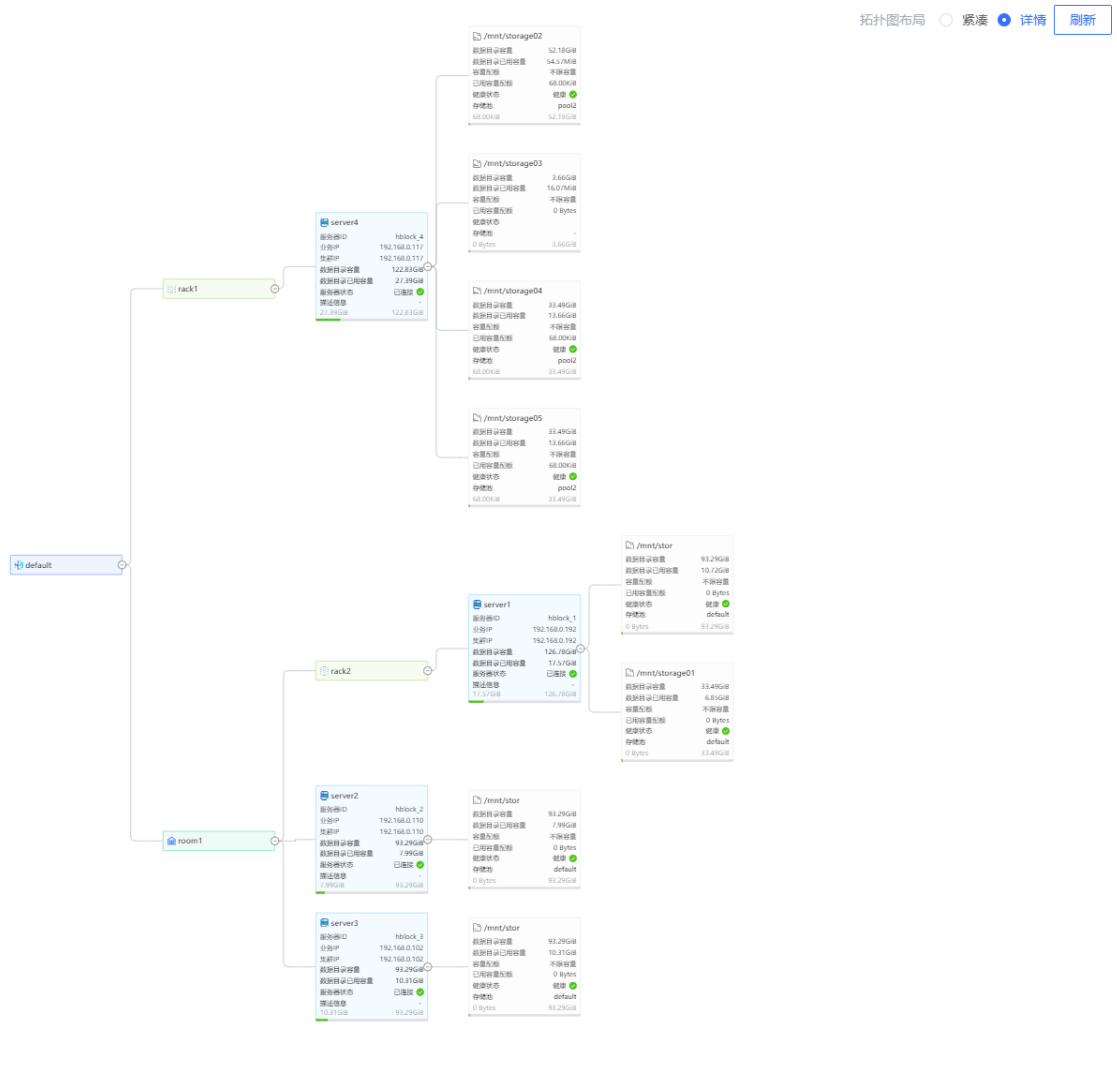 拓扑图布局 紧凑 详情 刷新
/mnt/storage02
数据目录容量 52.18GiB
数据目录已用容量 54.57MiB
容量配额 不限容量
已用容量配额 68.00KiB
健康状态 健康
存储池 pool2
68.00KiB 52.18GiB
/mnt/storage03
数据目录容量 3.66GiB
数据目录已用容量 16.07MiB
容量配额 不限容量
已用容量配额 0 Bytes
健康状态
存储池 -
0 Bytes 3.66GiB
server4
服务器ID hblock_4
业务IP 192.168.0.117
集群IP 192.168.0.117
数据目录容量 122.83GiB
数据目录已用容量 27.39GiB
服务器状态 已连接
描述信息 -
27.39GiB 122.83GiB
rack1
/mnt/storage04
数据目录容量 33.49GiB
数据目录已用容量 13.66GiB
容量配额 不限容量
已用容量配额 68.00KiB
健康状态 健康
存储池 pool2
68.00KiB 33.49GiB
/mnt/storage05
数据目录容量 33.49GiB
数据目录已用容量 13.66GiB
容量配额 不限容量
已用容量配额 68.00KiB
健康状态 健康
存储池 pool2
68.00KiB 33.49GiB
default
/mnt/stor
数据目录容量 93.29GiB
数据目录已用容量 10.72GiB
容量配额 不限容量
已用容量配额 0 Bytes
健康状态 健康
存储池 default
0 Bytes 93.29GiB
server1
服务器ID hblock_1
业务IP 192.168.0.192
集群IP 192.168.0.192
数据目录容量 126.78GiB
数据目录已用容量 17.57GiB
服务器状态 已连接
描述信息 -
17.57GiB 126.78GiB
rack2
/mnt/storage01
数据目录容量 33.49GiB
数据目录已用容量 6.85GiB
容量配额 不限容量
已用容量配额 0 Bytes
健康状态 健康
存储池 default
0 Bytes 33.49GiB
room1
server2
服务器ID hblock_2
业务IP 192.168.0.110
集群IP 192.168.0.110
数据目录容量 93.29GiB
数据目录已用容量 7.99GiB
服务器状态 已连接
描述信息 -
7.99GiB 93.29GiB
/mnt/stor
数据目录容量 93.29GiB
数据目录已用容量 7.99GiB
容量配额 不限容量
已用容量配额 0 Bytes
健康状态 健康
存储池 default
0 Bytes 93.29GiB
server3
服务器ID hblock_3
业务IP 192.168.0.102
集群IP 192.168.0.102
数据目录容量 93.29GiB
数据目录已用容量 10.31GiB
服务器状态 已连接
描述信息 -
10.31GiB 93.29GiB
/mnt/stor
数据目录容量 93.29GiB
数据目录已用容量 10.31GiB
容量配额 不限容量
已用容量配额 0 Bytes
健康状态 健康
存储池 default
0 Bytes 93.29GiB